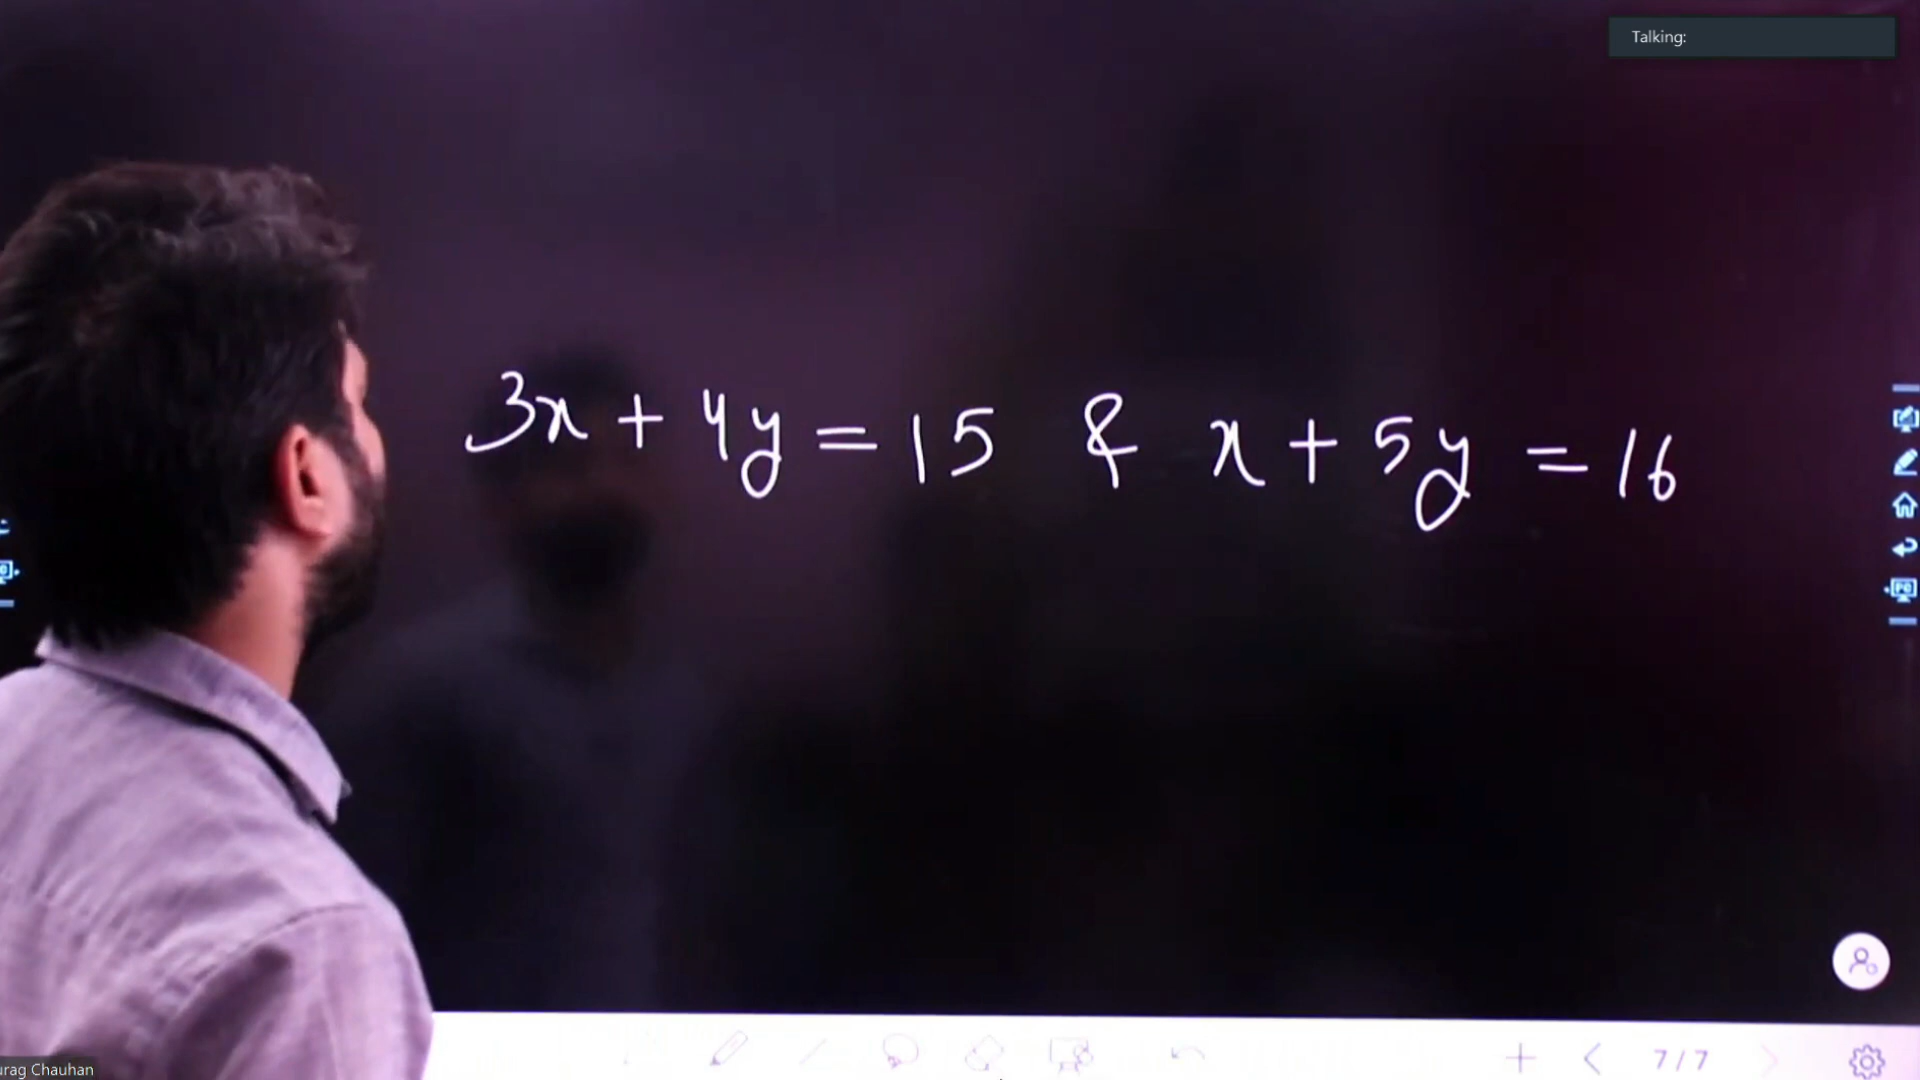 Talking:
3x + 4y = 15 & x + 5y = 16
7/7
urag Chauhan